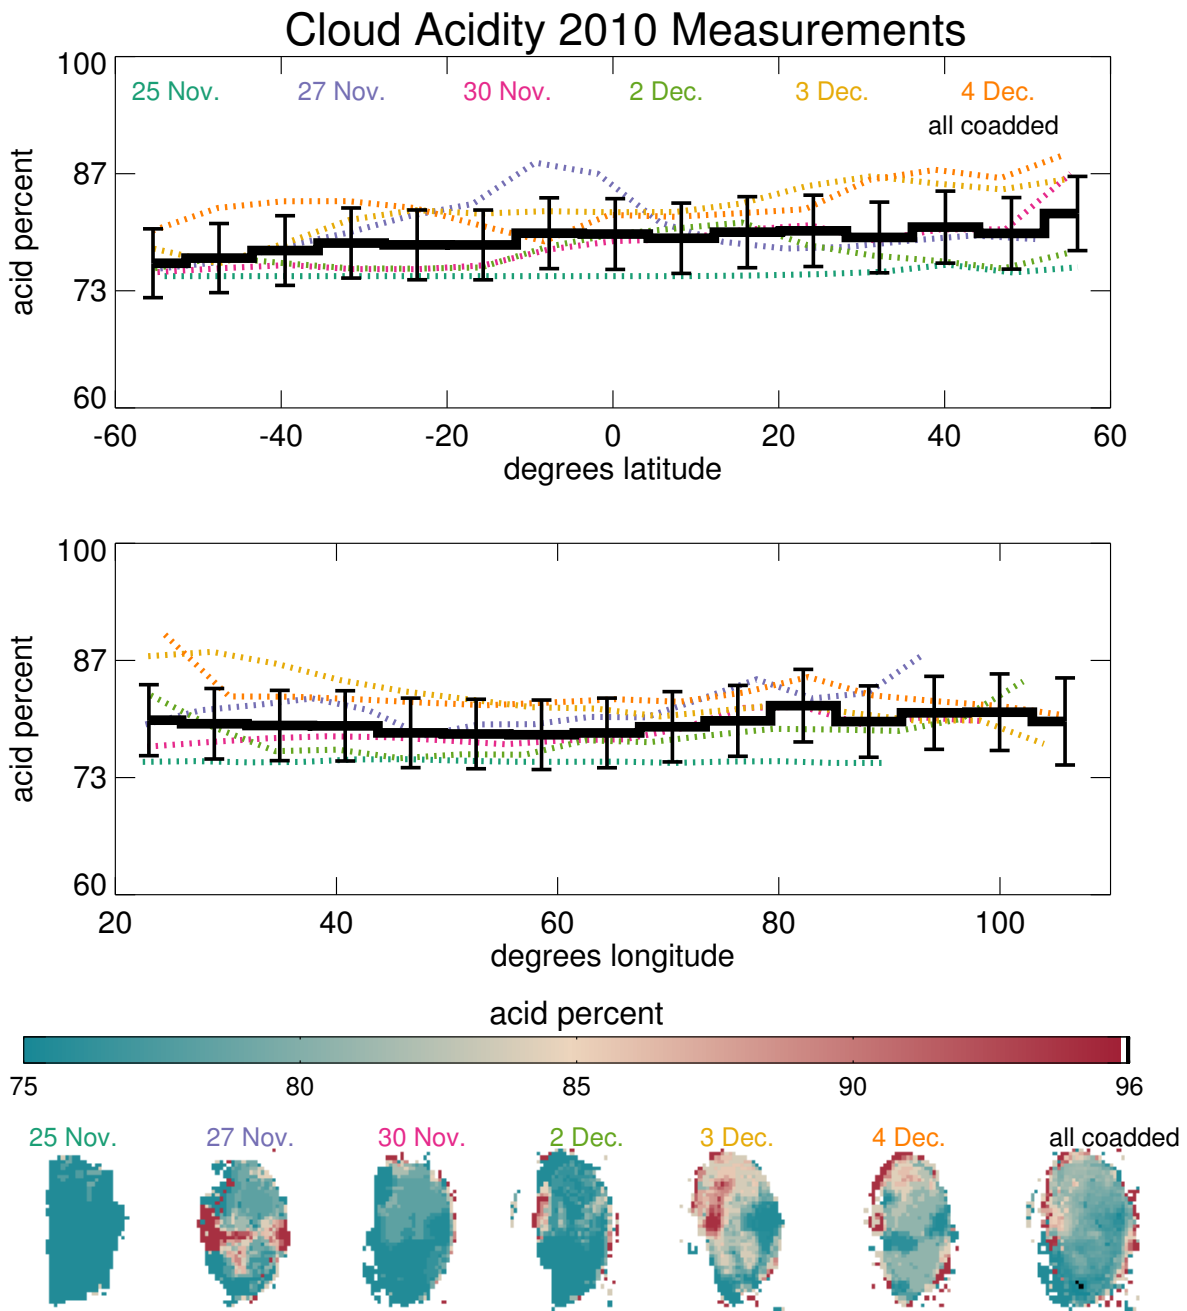 Cloud Acidity 2010 Measurements
100
25 Nov. 27 Nov. 30 Nov. 2 Dec. 3 Dec. 4 Dec.
all coadded
87
acid percent
73
60
-60 -40 -20 0 20 40 60
degrees latitude
100
87
acid percent
73
60
20 40 60 80 100
degrees longitude
acid percent
75 80 85 90 96
25 Nov. 27 Nov. 30 Nov. 2 Dec. 3 Dec. 4 Dec. all coadded